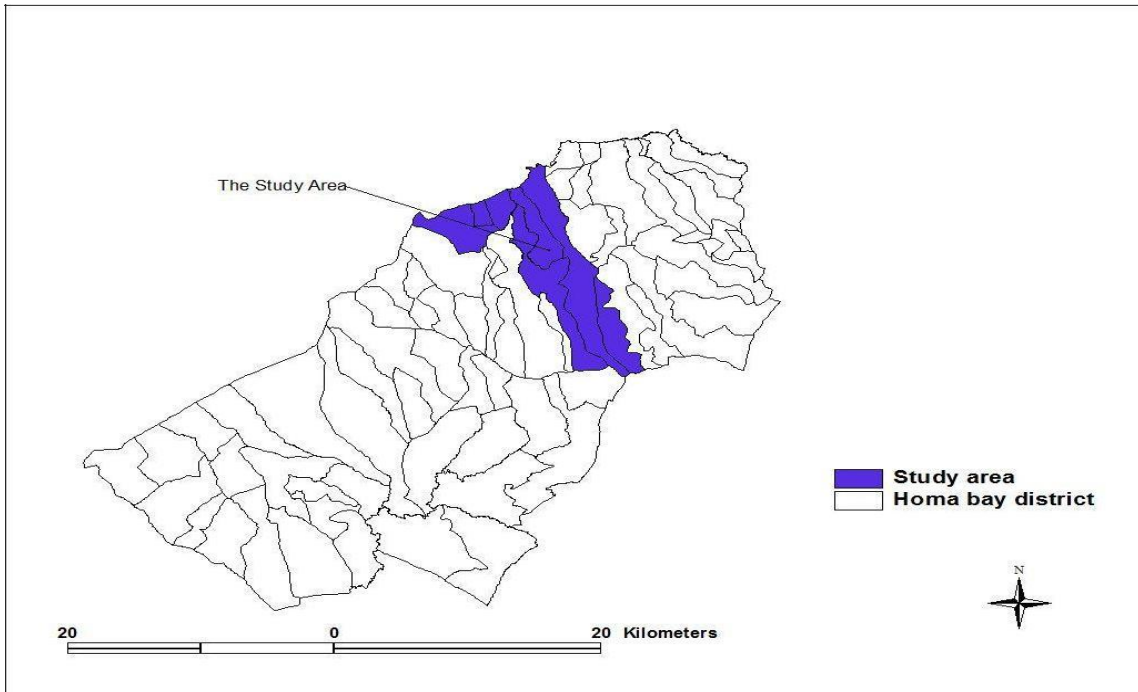 The Study Area
Study area
Homa bay district
N
20 0 20 Kilometers